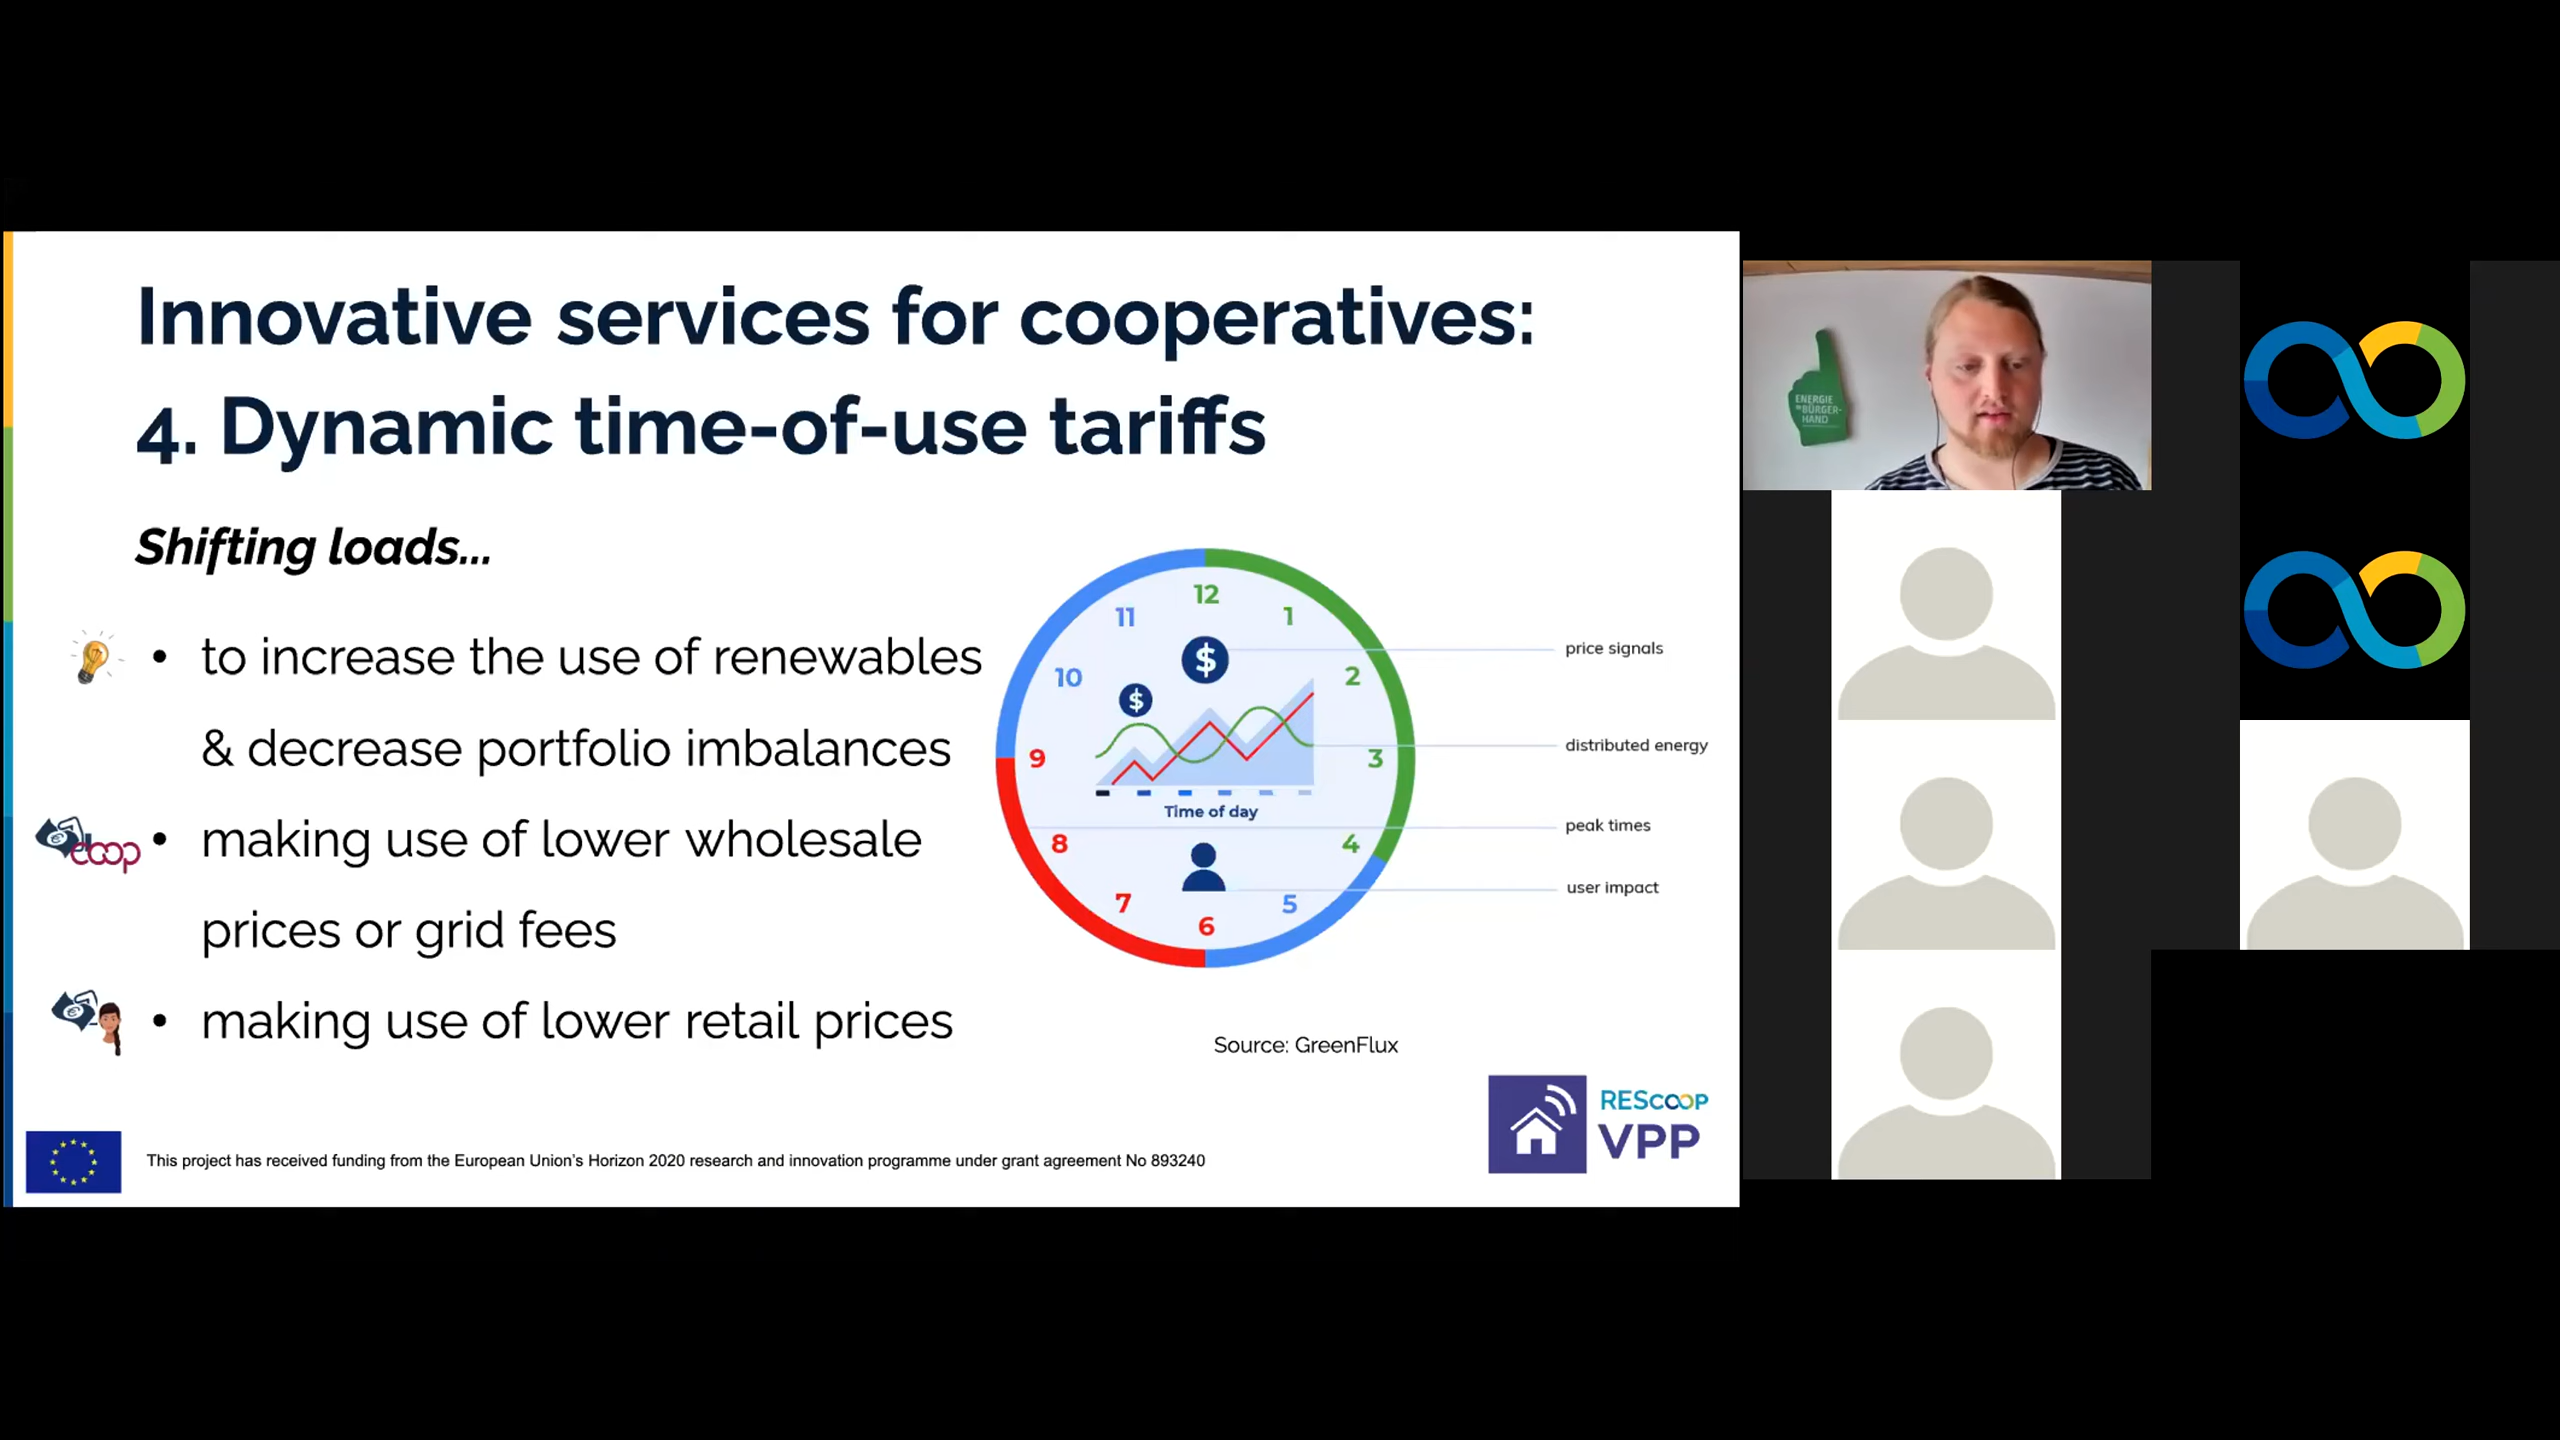 Innovative services for cooperatives:
4. Dynamic time-of-use tariffs
Shifting loads...
• to increase the use of renewables
& decrease portfolio imbalances
coop
• making use of lower wholesale
prices or grid fees
• making use of lower retail prices
12
1
2
3
4
5
6
7
8
9
10
11
$
$
Time of day
price signals
distributed energy
peak times
user impact
Source: GreenFlux
This project has received funding from the European Union's Horizon 2020 research and innovation programme under grant agreement No 893240
REScoop
VPP
ENERGIE
IN BÜRGER-
HAND